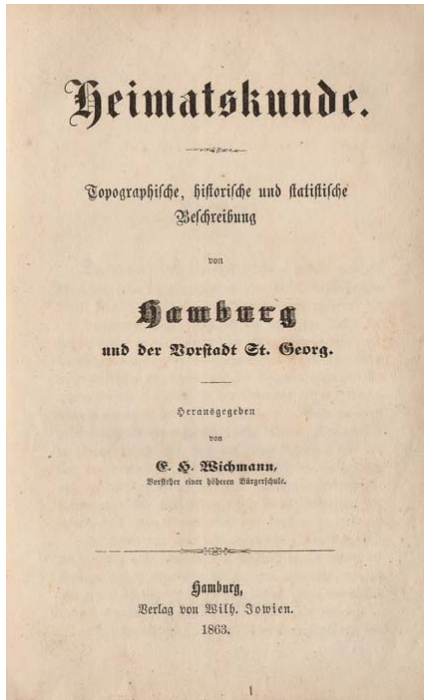 Heimatskunde.
Topographische, historische und statistische
Beschreibung
von
Hamburg
und der Vorstadt St. Georg.
Herausgegeben
von
E. H. Wichmann,
Vorsteher einer höheren Bürgerschule.
Hamburg,
Verlag von Wilh. Jowien.
1863.